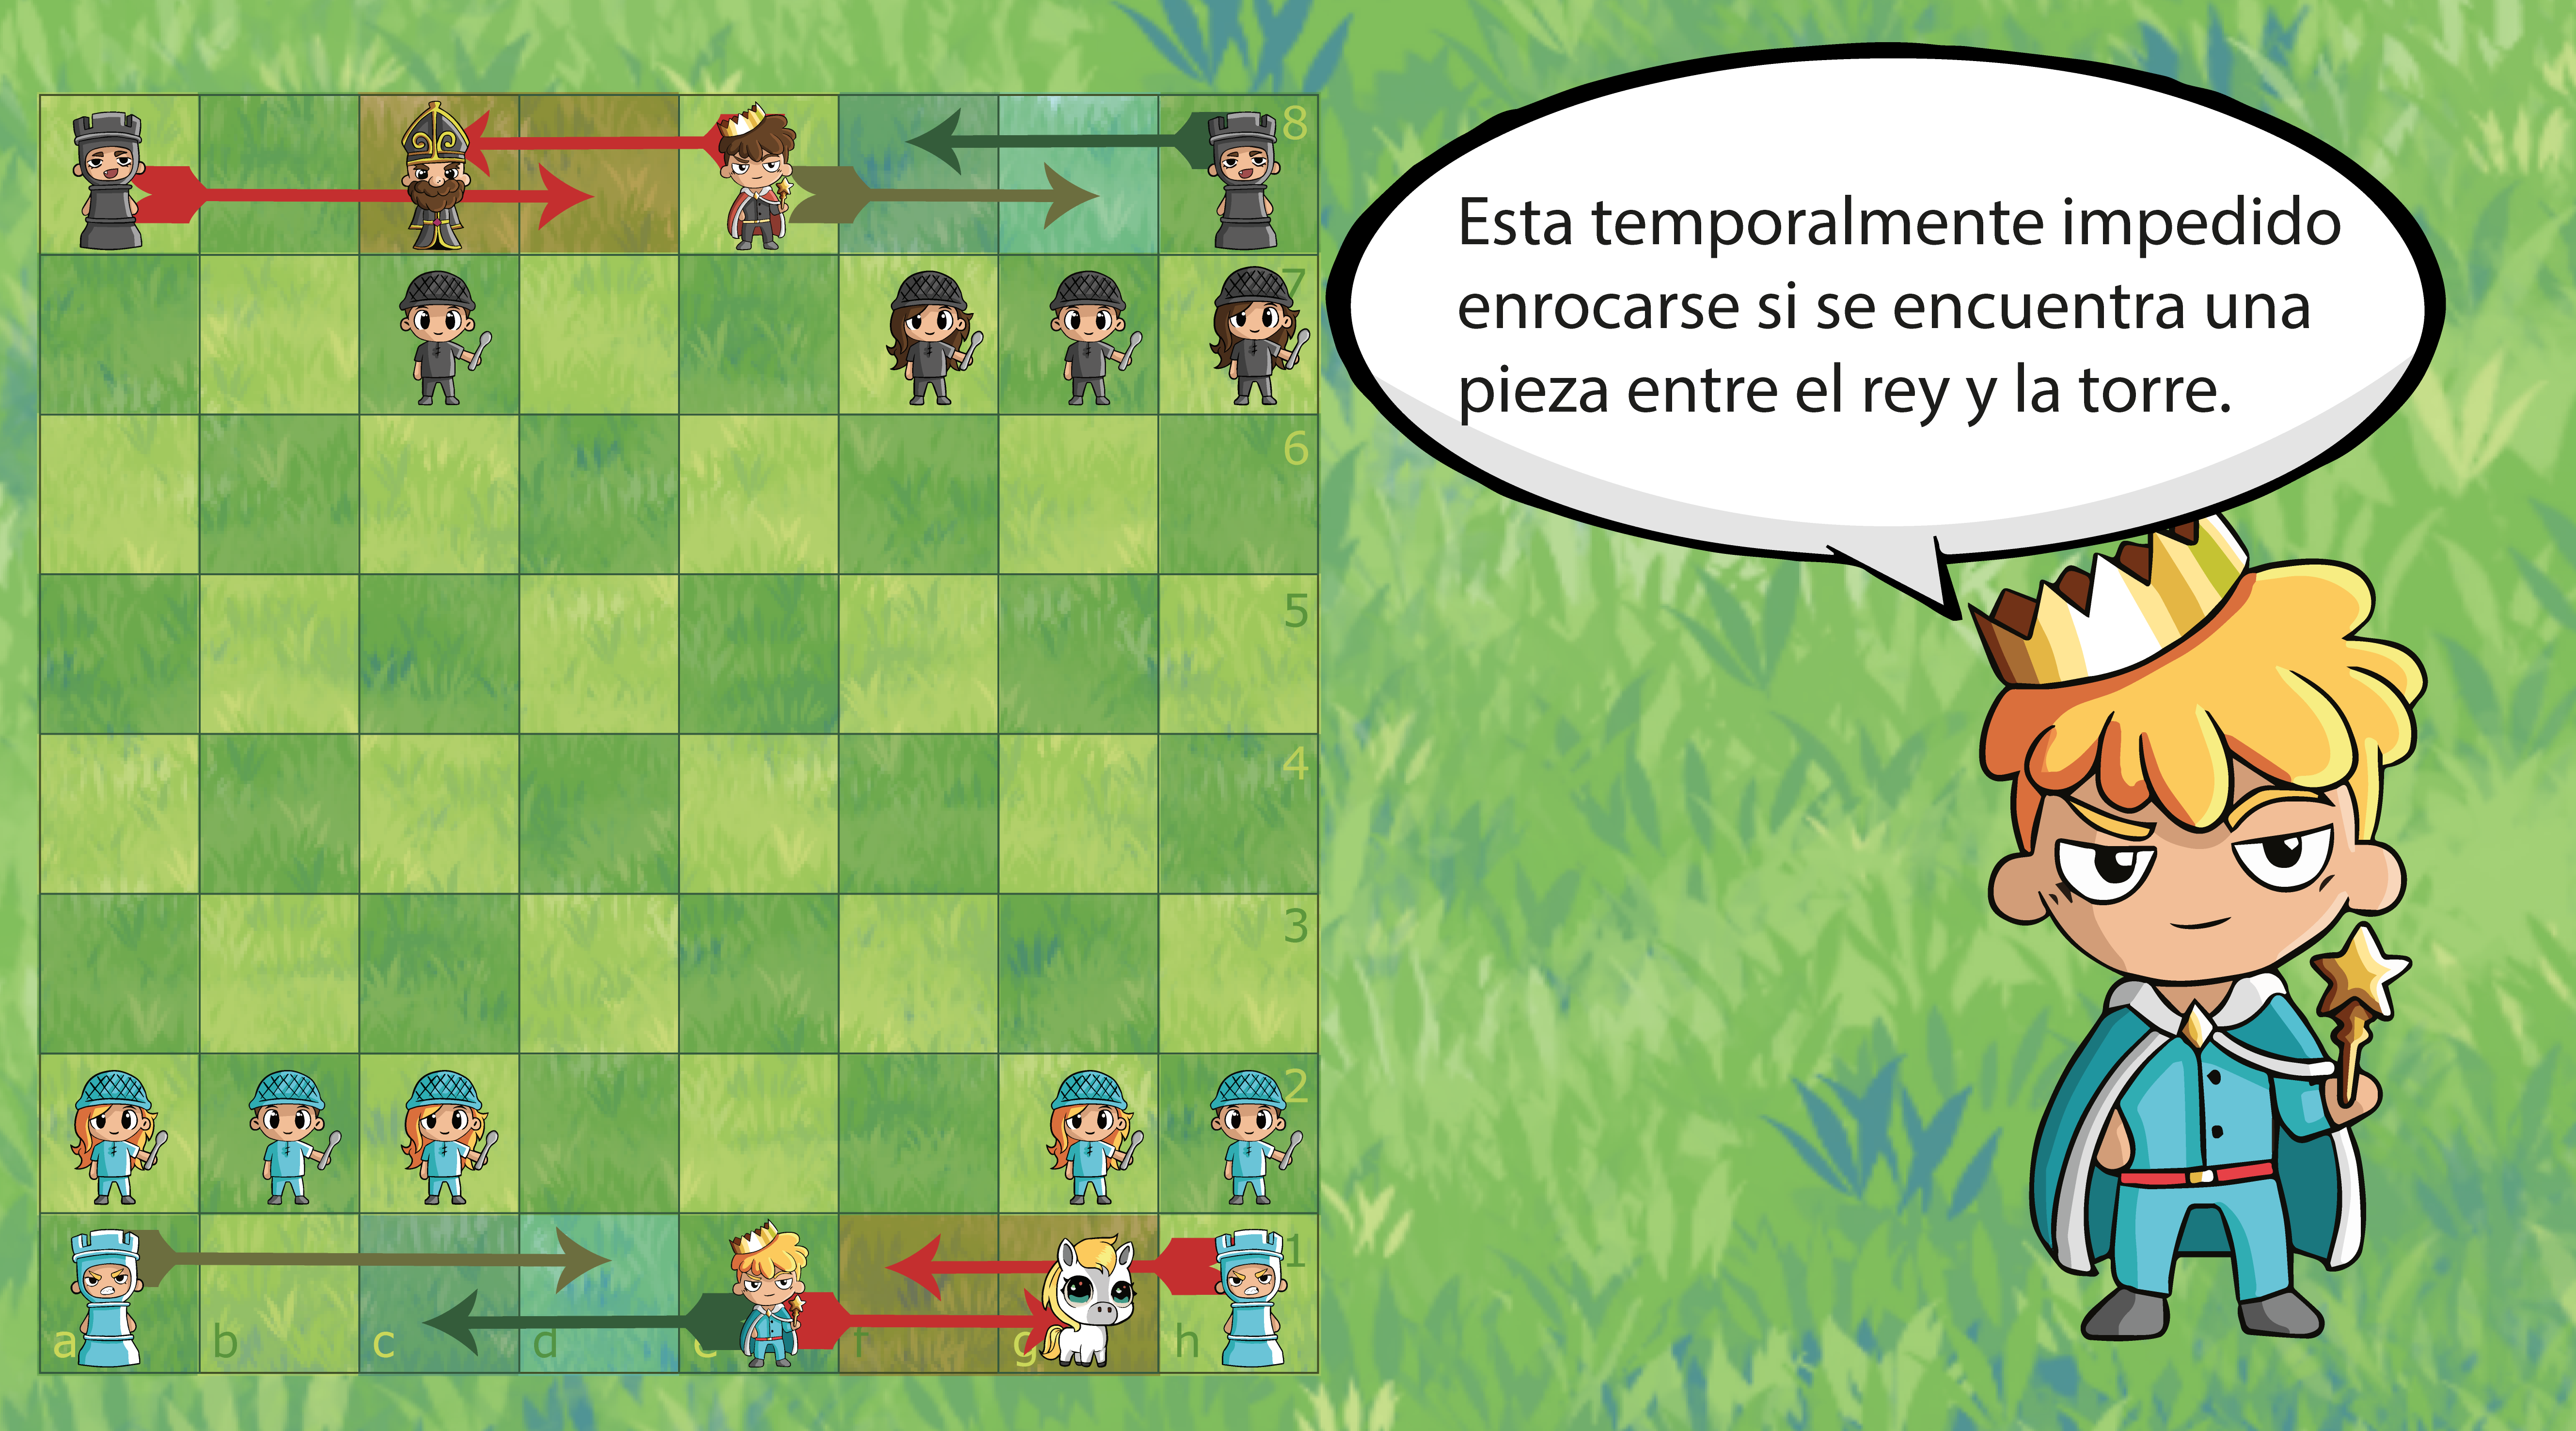 8
7
6
5
4
3
2
1
a b c d e f g h
Esta temporalmente impedido
enrocarse si se encuentra una
pieza entre el rey y la torre.